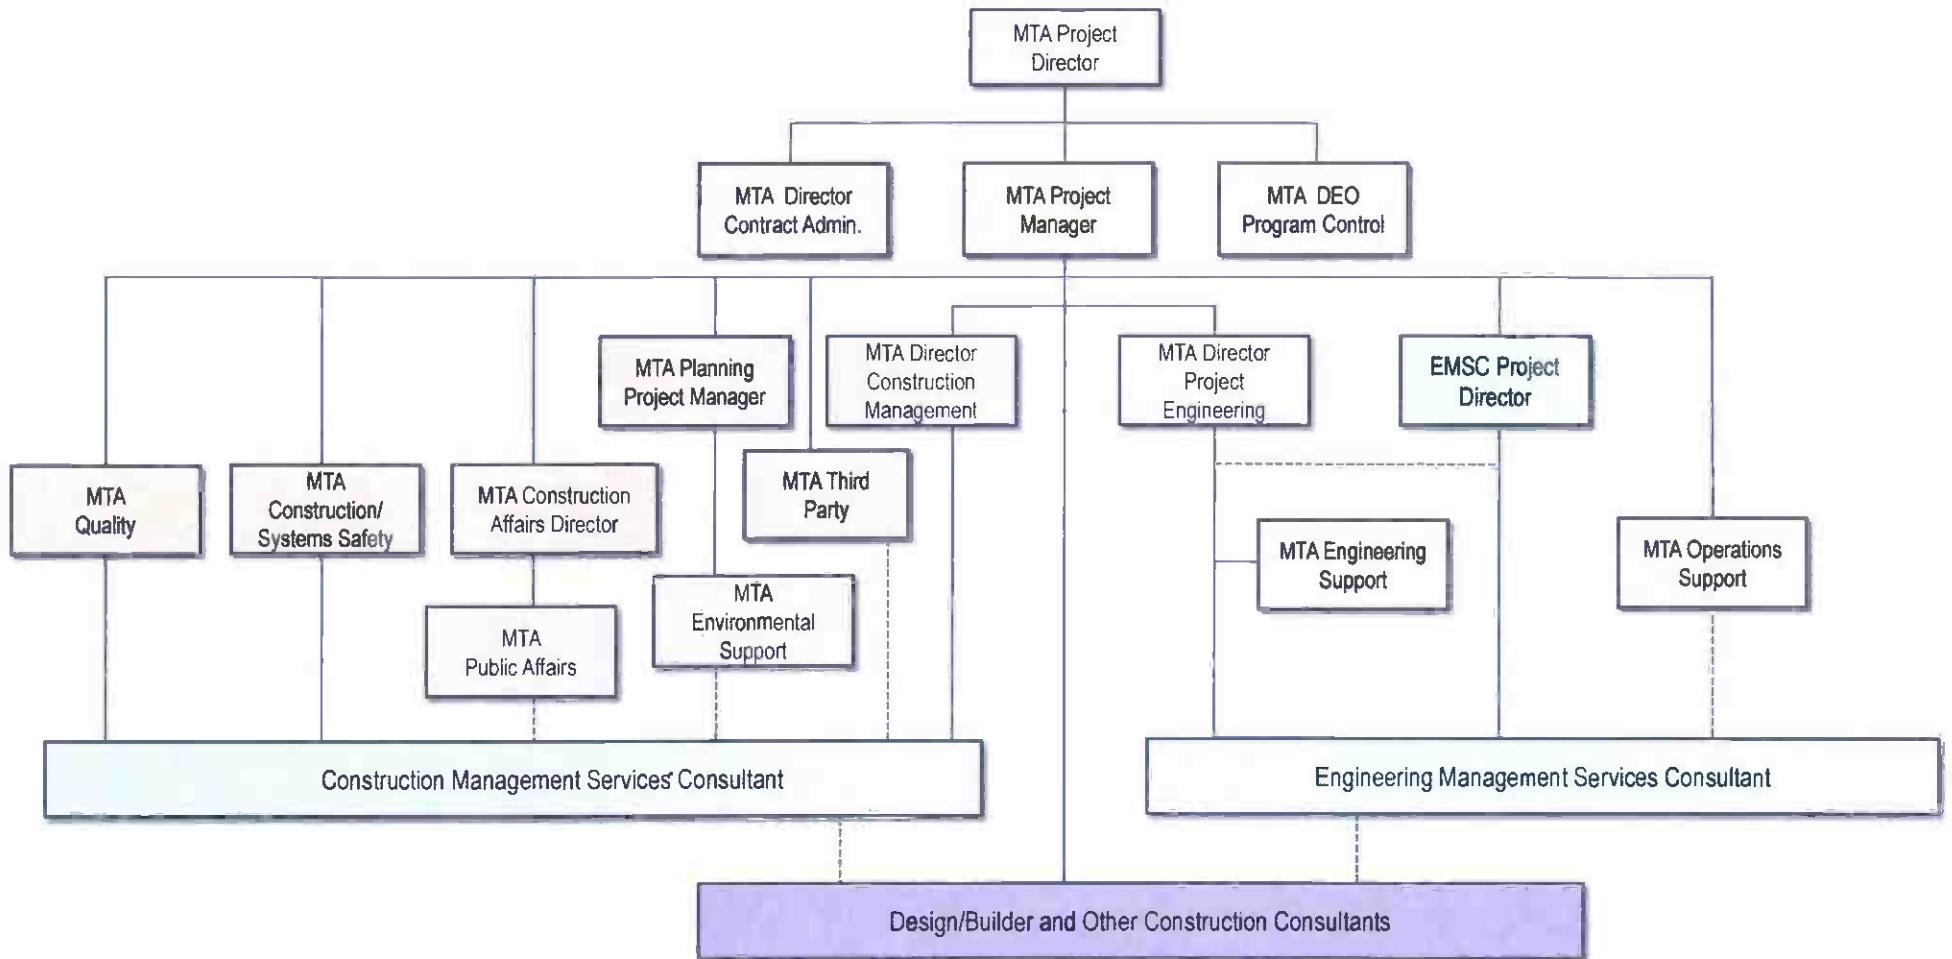 MTA Project
Director
MTA Director
Contract Admin.
MTA Project
Manager
MTA DEO
Program Control
MTA Planning
Project Manager
MTA Director
Construction
Management
MTA Director
Project
Engineering
EMSC Project
Director
MTA
Quality
MTA
Construction/
Systems Safety
MTA Construction
Affairs Director
MTA Third
Party
MTA Engineering
Support
MTA Operations
Support
MTA
Public Affairs
MTA
Environmental
Support
Construction Management Services Consultant
Engineering Management Services Consultant
Design/Builder and Other Construction Consultants